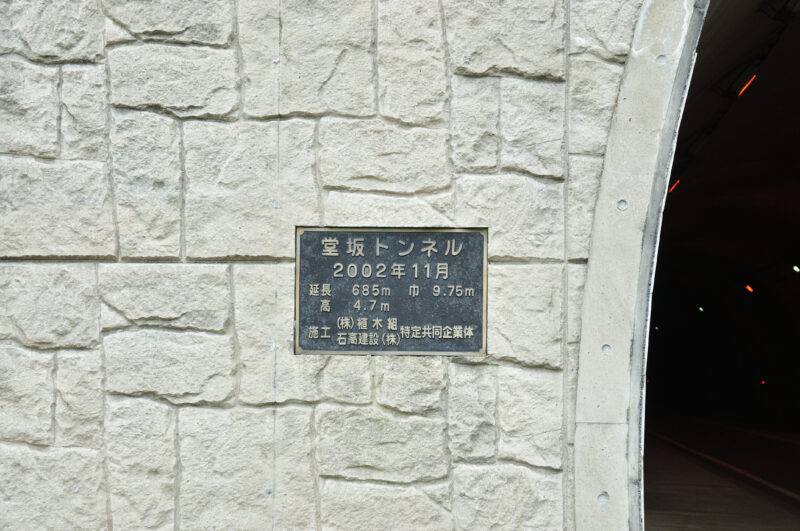 堂坂トンネル
2002年11月
延長 685m 巾 9.75m
高 4.7m
施工 (株)植木組 特定共同企業体
石高建設(株)